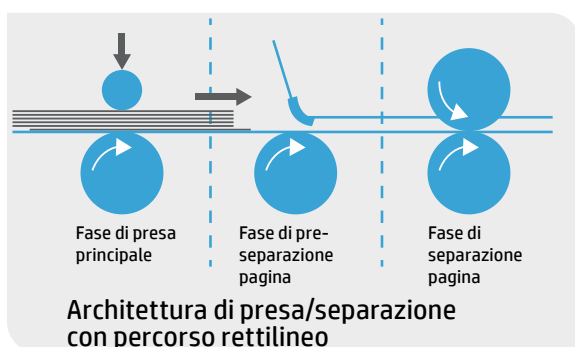 Fase di presa
principale
Fase di pre-
separazione
pagina
Fase di
separazione
pagina
Architettura di presa/separazione
con percorso rettilineo